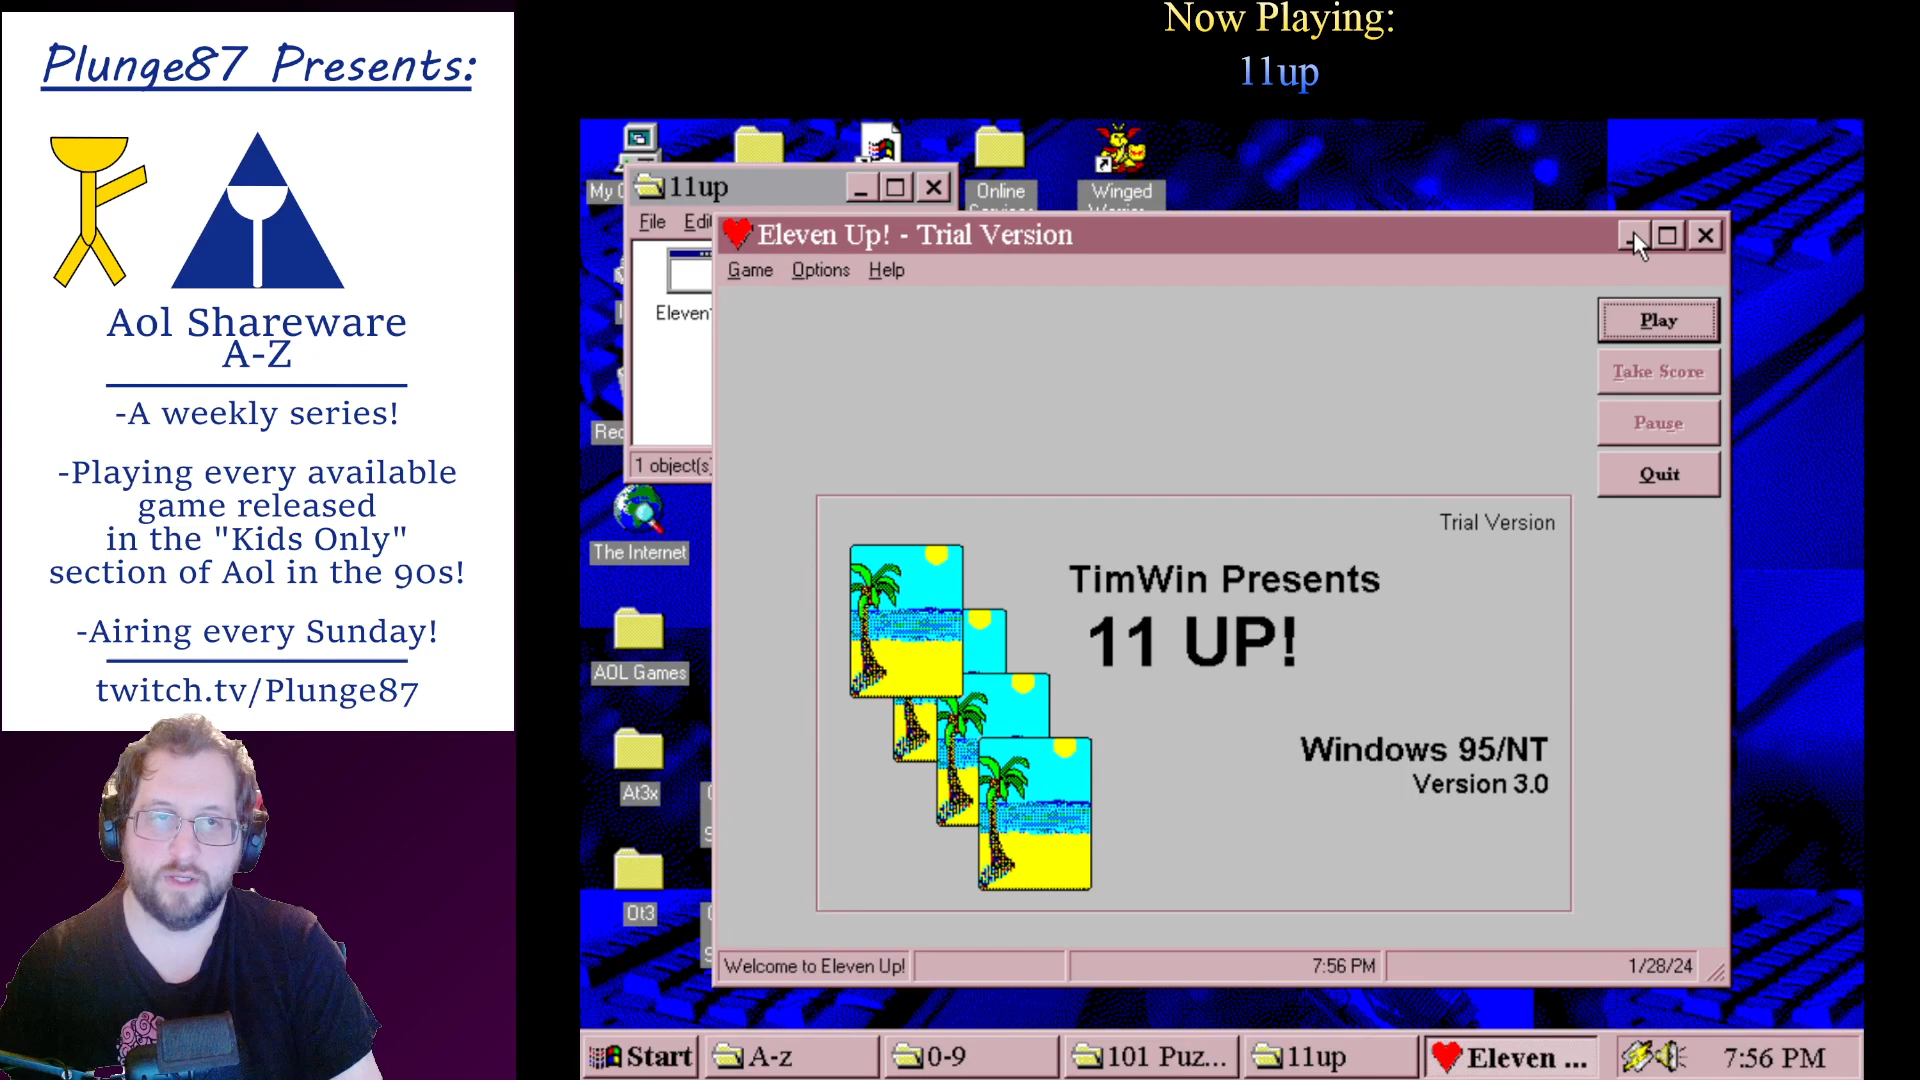 Plunge87 Presents:
Aol Shareware
A-Z
-A weekly series!
-Playing every available
game released
in the "Kids Only"
section of Aol in the 90s!
-Airing every Sunday!
twitch.tv/Plunge87
Now Playing:
11up
My
Online
Winged
11up
File Edi
Eleven
1 object(s)
Rec
The Internet
AOL Games
At3x
Ot3
Eleven Up! - Trial Version
Game Options Help
Play
Take Score
Pause
Quit
Trial Version
TimWin Presents
11 UP!
Windows 95/NT
Version 3.0
Welcome to Eleven Up!
7:56 PM
1/28/24
Start
A-z
0-9
101 Puz...
11up
Eleven ...
7:56 PM